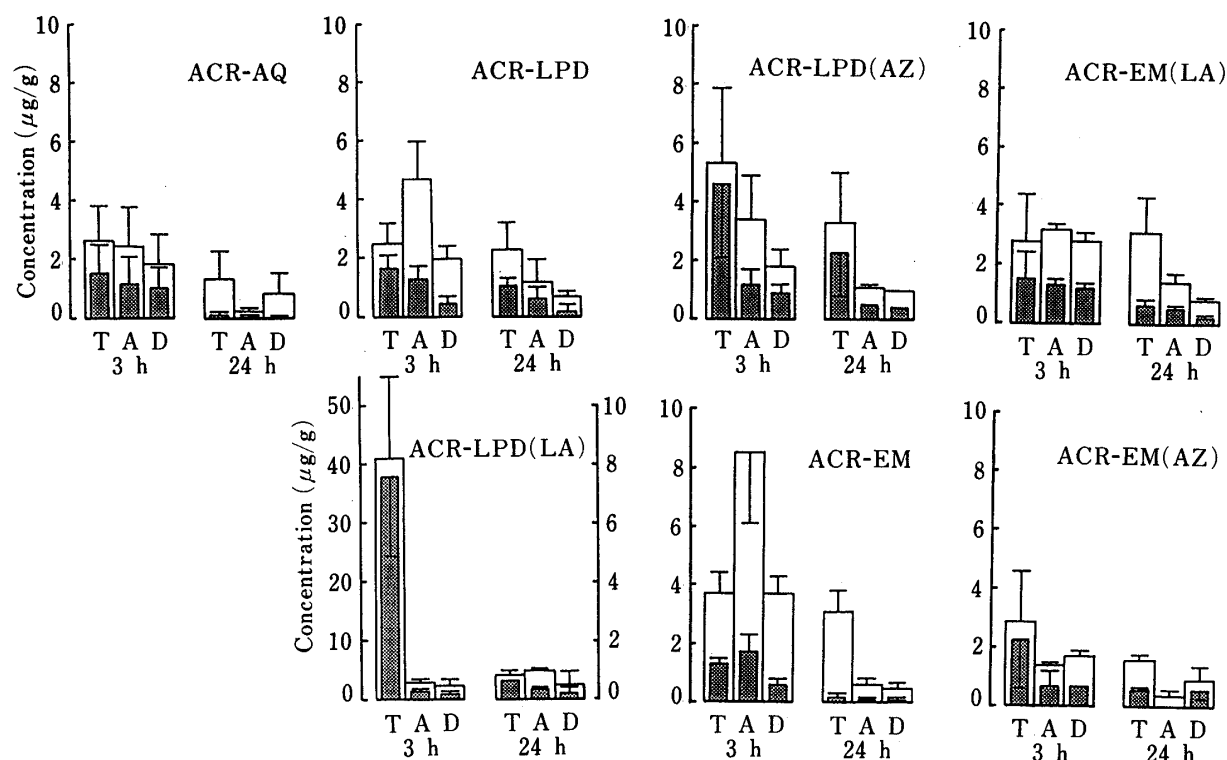 ACR-AQ
Concentration (μg/g)
10
8
6
4
2
0
T A D T A D
3 h 24 h
ACR-LPD
10
8
6
4
2
0
T A D T A D
3 h 24 h
ACR-LPD(AZ)
10
8
6
4
2
0
T A D T A D
3 h 24 h
ACR-EM(LA)
10
8
6
4
2
0
T A D T A D
3 h 24 h
ACR-LPD(LA)
Concentration (μg/g)
50
40
30
20
10
0
10
8
6
4
2
0
T A D T A D
3 h 24 h
ACR-EM
10
8
6
4
2
0
T A D T A D
3 h 24 h
ACR-EM(AZ)
10
8
6
4
2
0
T A D T A D
3 h 24 h